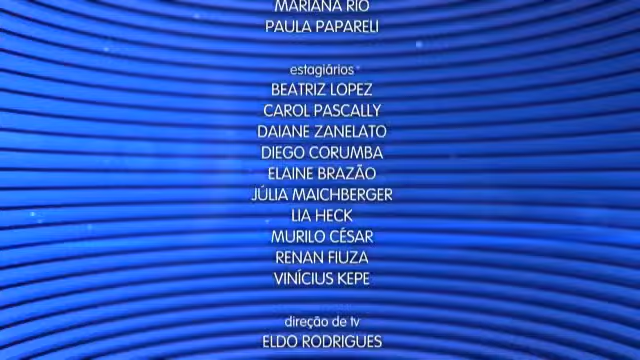 MARIANA RIO
PAULA PAPARELI
estagiários
BEATRIZ LOPEZ
CAROL PASCALLY
DAIANE ZANELATO
DIEGO CORUMBA
ELAINE BRAZÃO
JÚLIA MAICHBERGER
LIA HECK
MURILO CÉSAR
RENAN FIUZA
VINÍCIUS KEPE
direção de tv
ELDO RODRIGUES